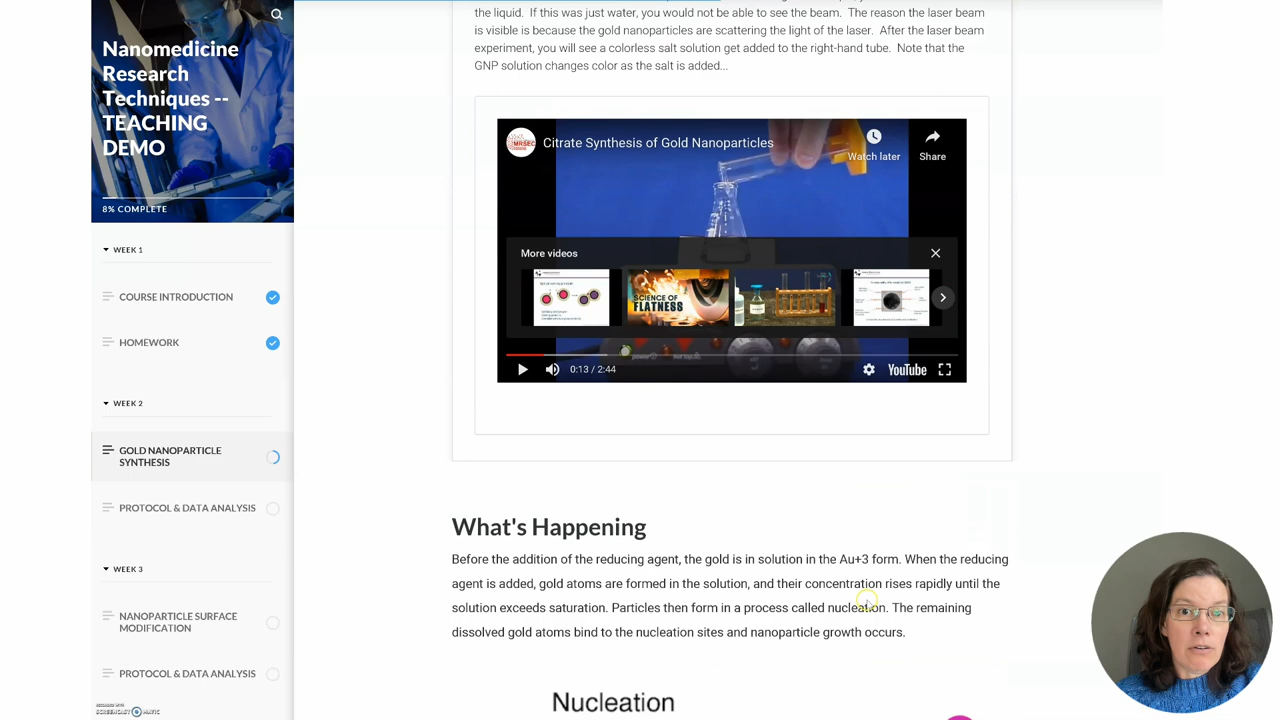 Nanomedicine
Research
Techniques --
TEACHING
DEMO
8% COMPLETE
WEEK 1
COURSE INTRODUCTION
HOMEWORK
WEEK 2
GOLD NANOPARTICLE
SYNTHESIS
PROTOCOL & DATA ANALYSIS
WEEK 3
NANOPARTICLE SURFACE
MODIFICATION
PROTOCOL & DATA ANALYSIS
RECORDED WITH
SCREENCAST MATIC
the liquid. If this was just water, you would not be able to see the beam. The reason the laser beam
is visible is because the gold nanoparticles are scattering the light of the laser. After the laser beam
experiment, you will see a colorless salt solution get added to the right-hand tube. Note that the
GNP solution changes color as the salt is added...
MRSEC
Citrate Synthesis of Gold Nanoparticles
Watch later
Share
More videos
SCIENCE OF
FLATNESS
0:13 / 2:44
YouTube
What's Happening
Before the addition of the reducing agent, the gold is in solution in the Au+3 form. When the reducing
agent is added, gold atoms are formed in the solution, and their concentration rises rapidly until the
solution exceeds saturation. Particles then form in a process called nucleation. The remaining
dissolved gold atoms bind to the nucleation sites and nanoparticle growth occurs.
Nucleation